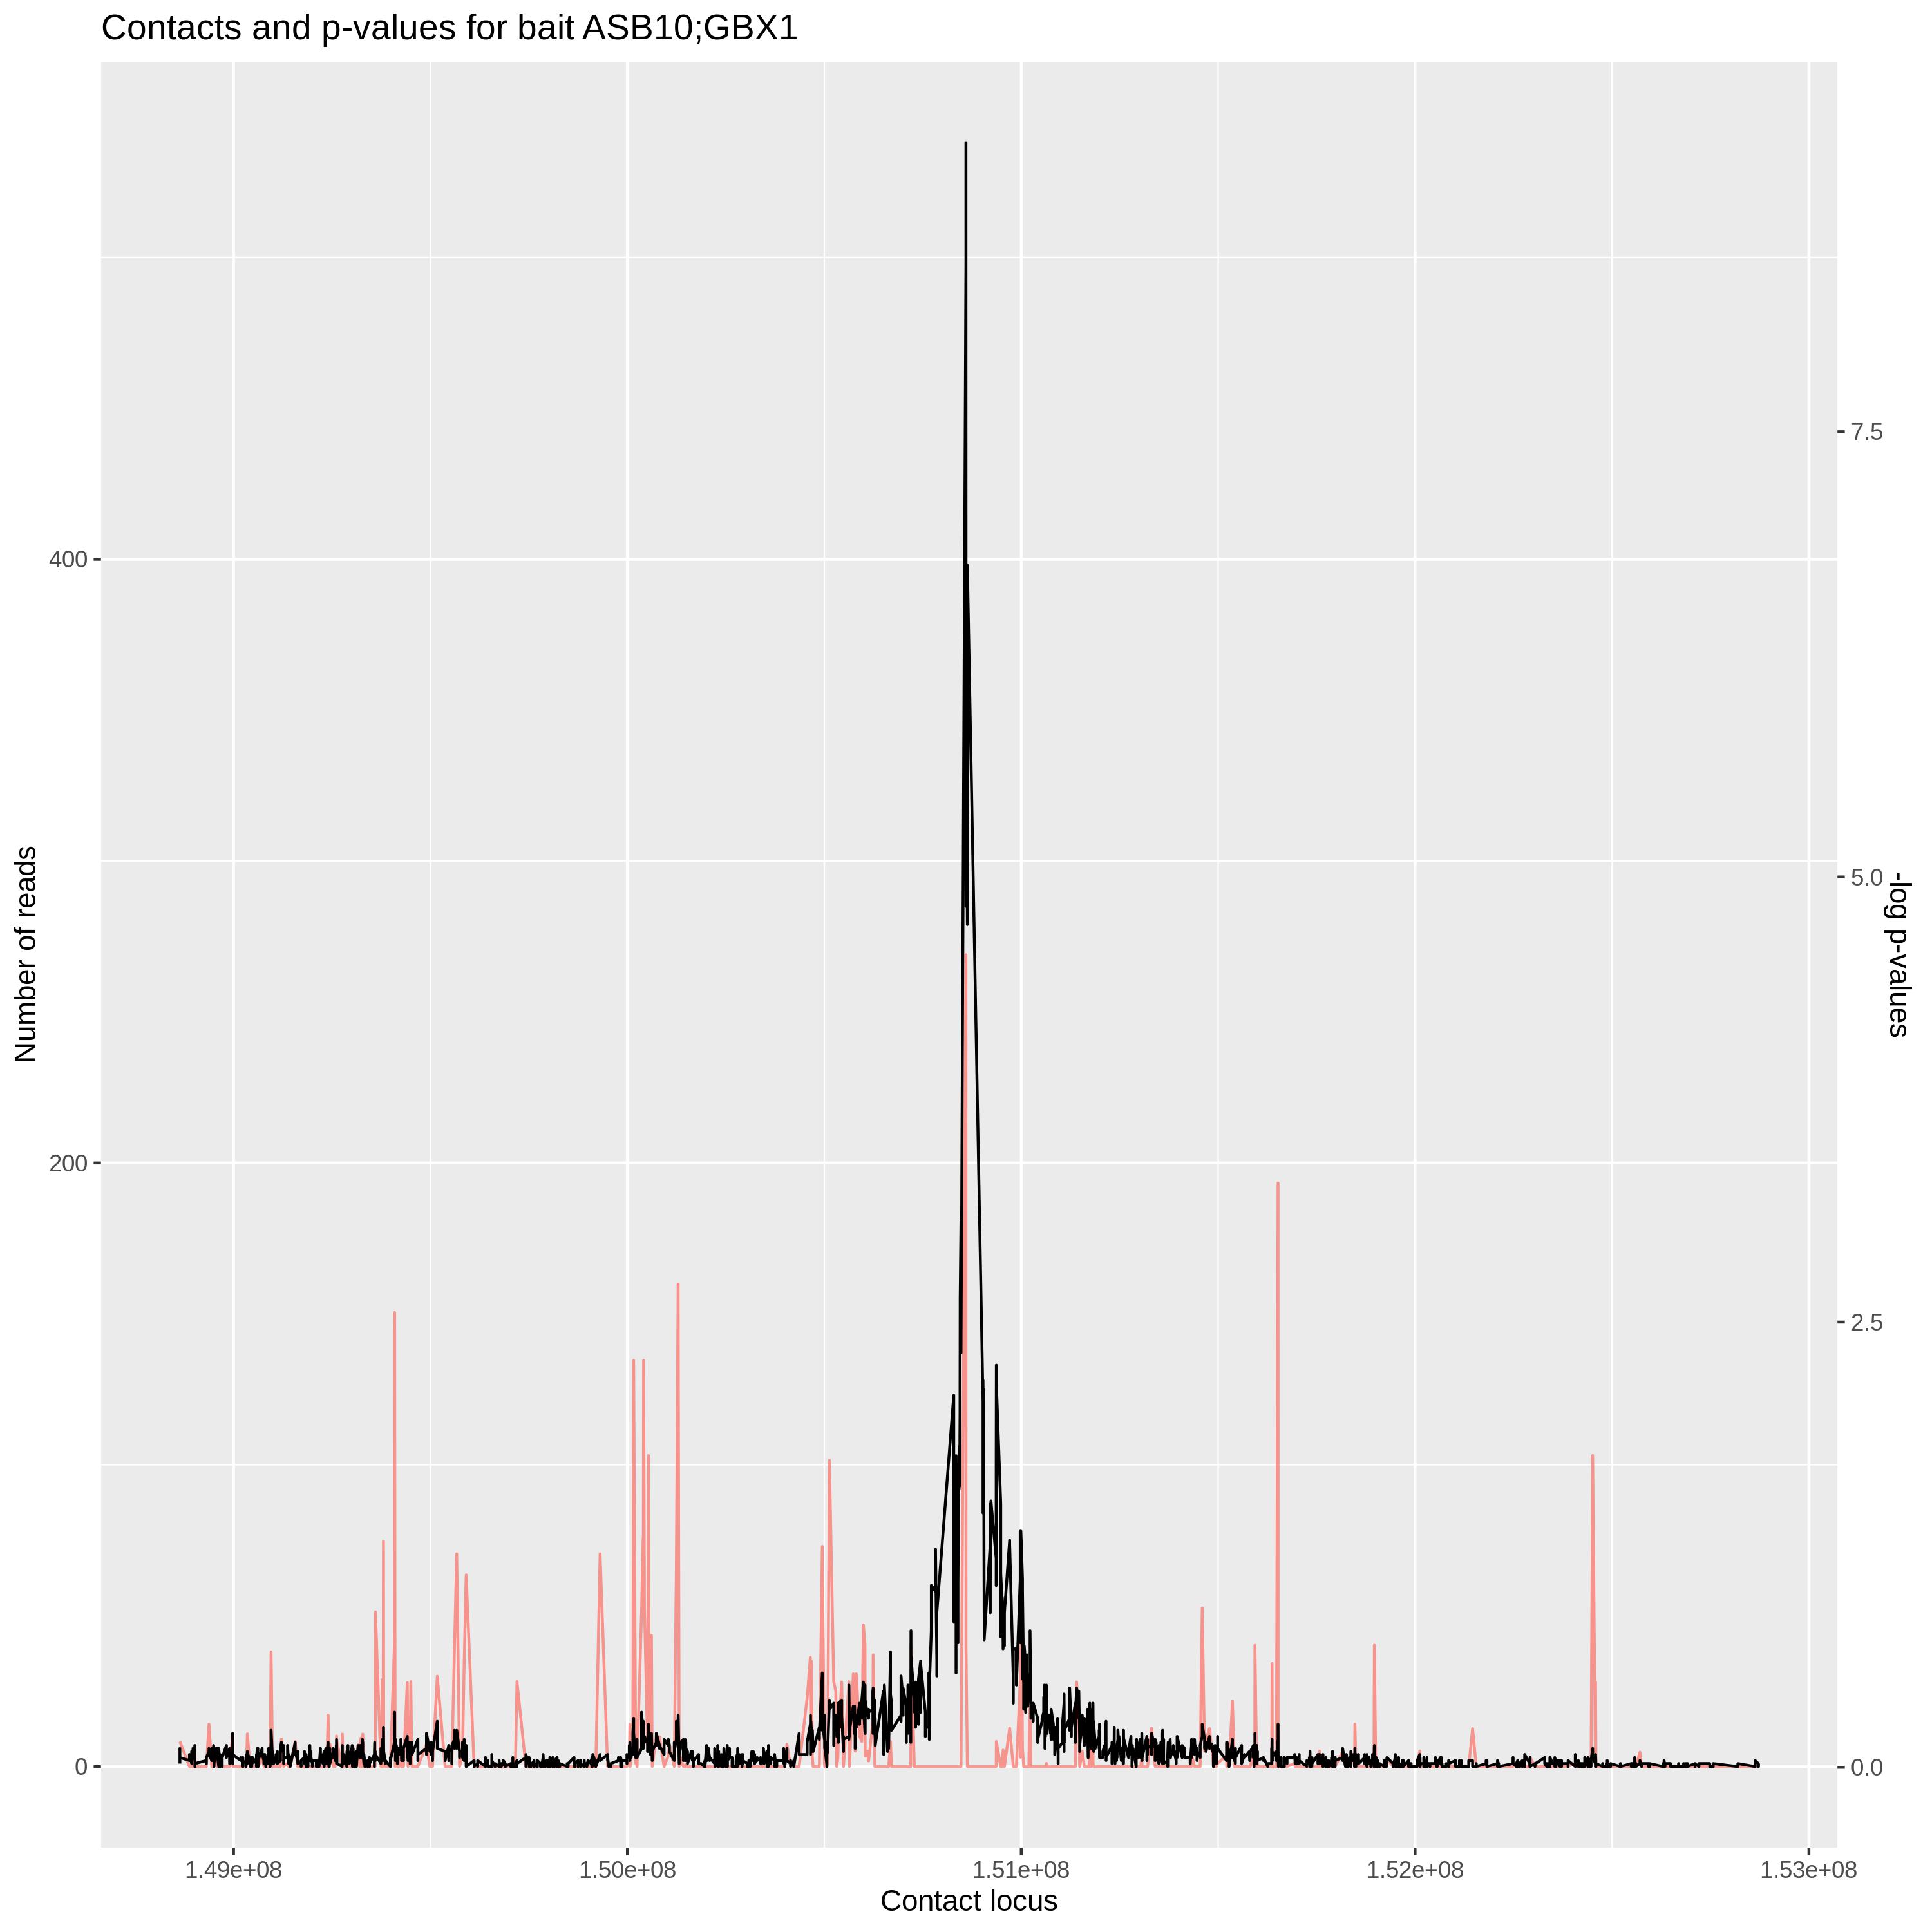 Contacts and p-values for bait ASB10;GBX1
Number of reads
400
200
0
7.5
5.0
2.5
0.0
-log p-values
1.49e+08
1.50e+08
1.51e+08
1.52e+08
1.53e+08
Contact locus